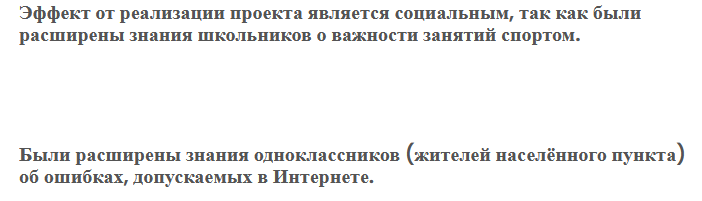 Эффект от реализации проекта является социальным, так как были
расширены знания школьников о важности занятий спортом.
Были расширены знания одноклассников (жителей населённого пункта)
об ошибках, допускаемых в Интернете.